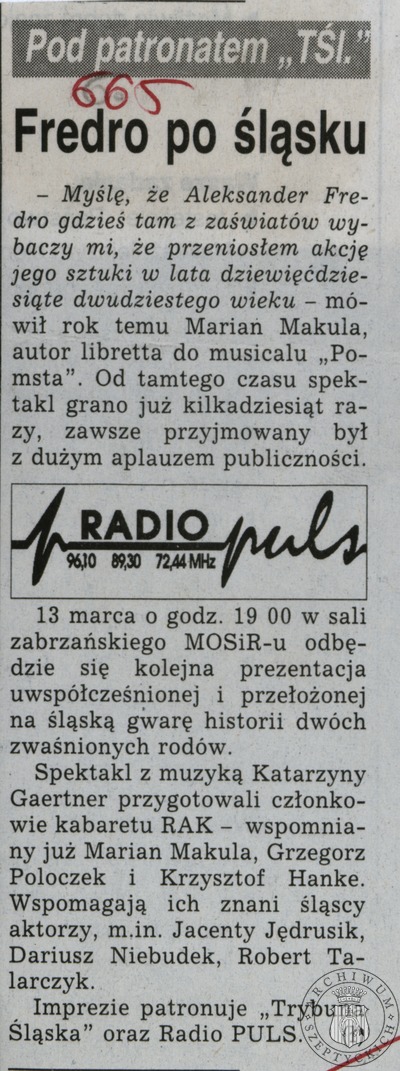 Pod patronatem „TŚl."
665
Fredro po śląsku
– Myślę, że Aleksander Fre-
dro gdzieś tam z zaświatów wy-
baczy mi, że przeniosłem akcję
jego sztuki w lata dziewięćdzie-
siąte dwudziestego wieku – mó-
wił rok temu Marian Makula,
autor libretta do musicalu „Po-
msta”. Od tamtego czasu spek-
takl grano już kilkadziesiąt ra-
zy, zawsze przyjmowany był
z dużym aplauzem publiczności.
RADIO puls
96,10 89,30 72,44 MHz
13 marca o godz. 19 00 w sali
zabrzańskiego MOSiR-u odbę-
dzie się kolejna prezentacja
uwspółcześnionej i przełożonej
na śląską gwarę historii dwóch
zwaśnionych rodów.
Spektakl z muzyką Katarzyny
Gaertner przygotowali członko-
wie kabaretu RAK – wspomnia-
ny już Marian Makula, Grzegorz
Poloczek i Krzysztof Hanke.
Wspomagają ich znani śląscy
aktorzy, m.in. Jacenty Jędrusik,
Dariusz Niebudek, Robert Ta-
larczyk.
Imprezie patronuje „Trybuna
Śląska” oraz Radio PULS.
ARCHIWUM
SZEPTYCKICH